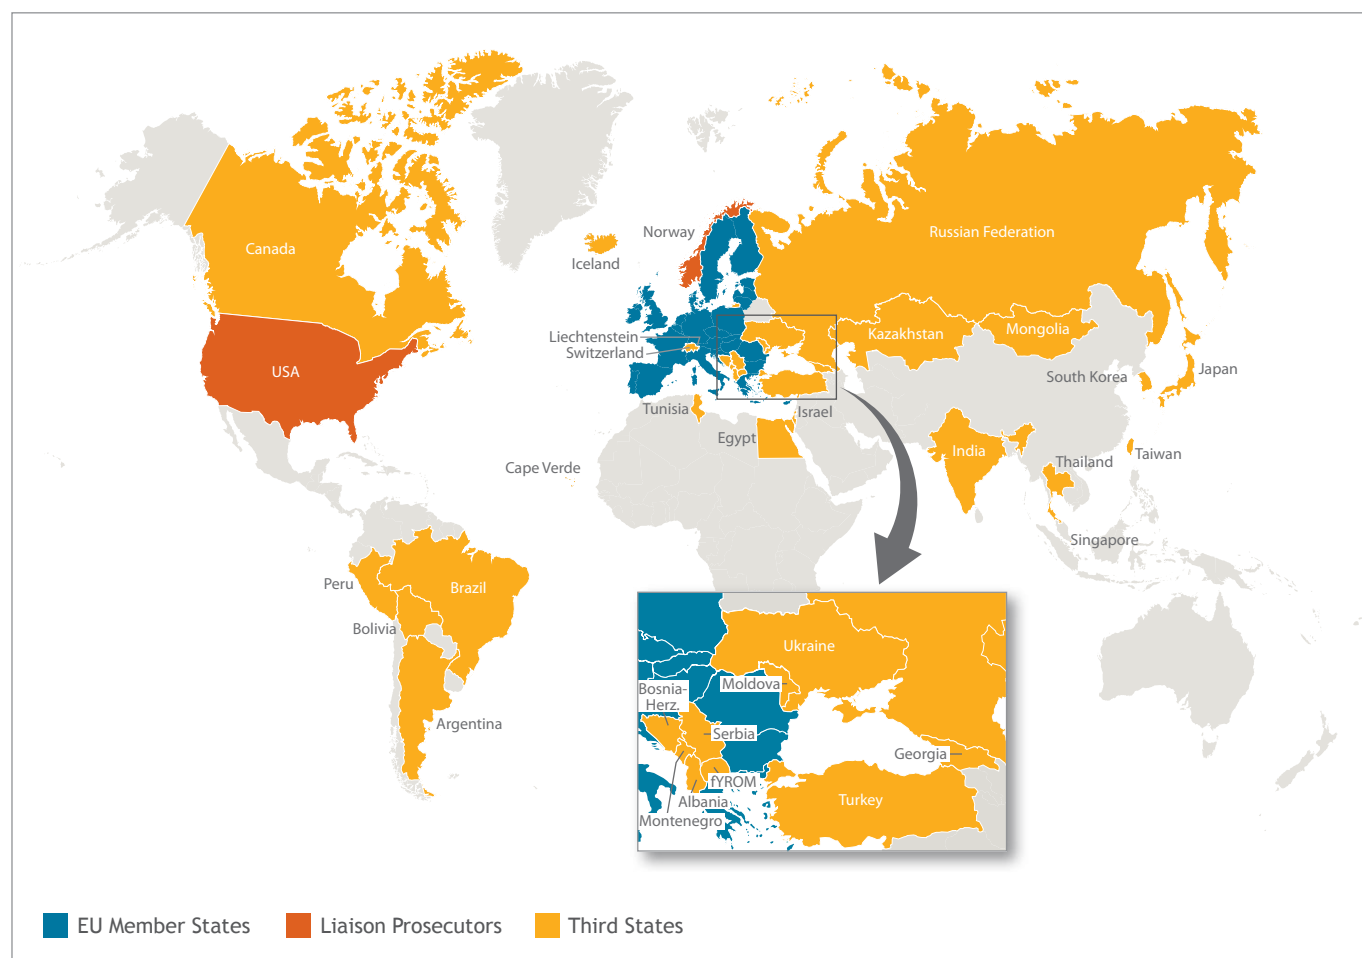 Canada
Norway
Iceland
Russian Federation
Liechtenstein
Switzerland
Kazakhstan
Mongolia
USA
South Korea
Japan
Tunisia
Israel
Egypt
India
Cape Verde
Thailand
Taiwan
Singapore
Peru
Brazil
Bolivia
Argentina
Ukraine
Moldova
Bosnia-
Herz.
Serbia
Georgia
fYROM
Albania
Turkey
Montenegro
EU Member States
Liaison Prosecutors
Third States